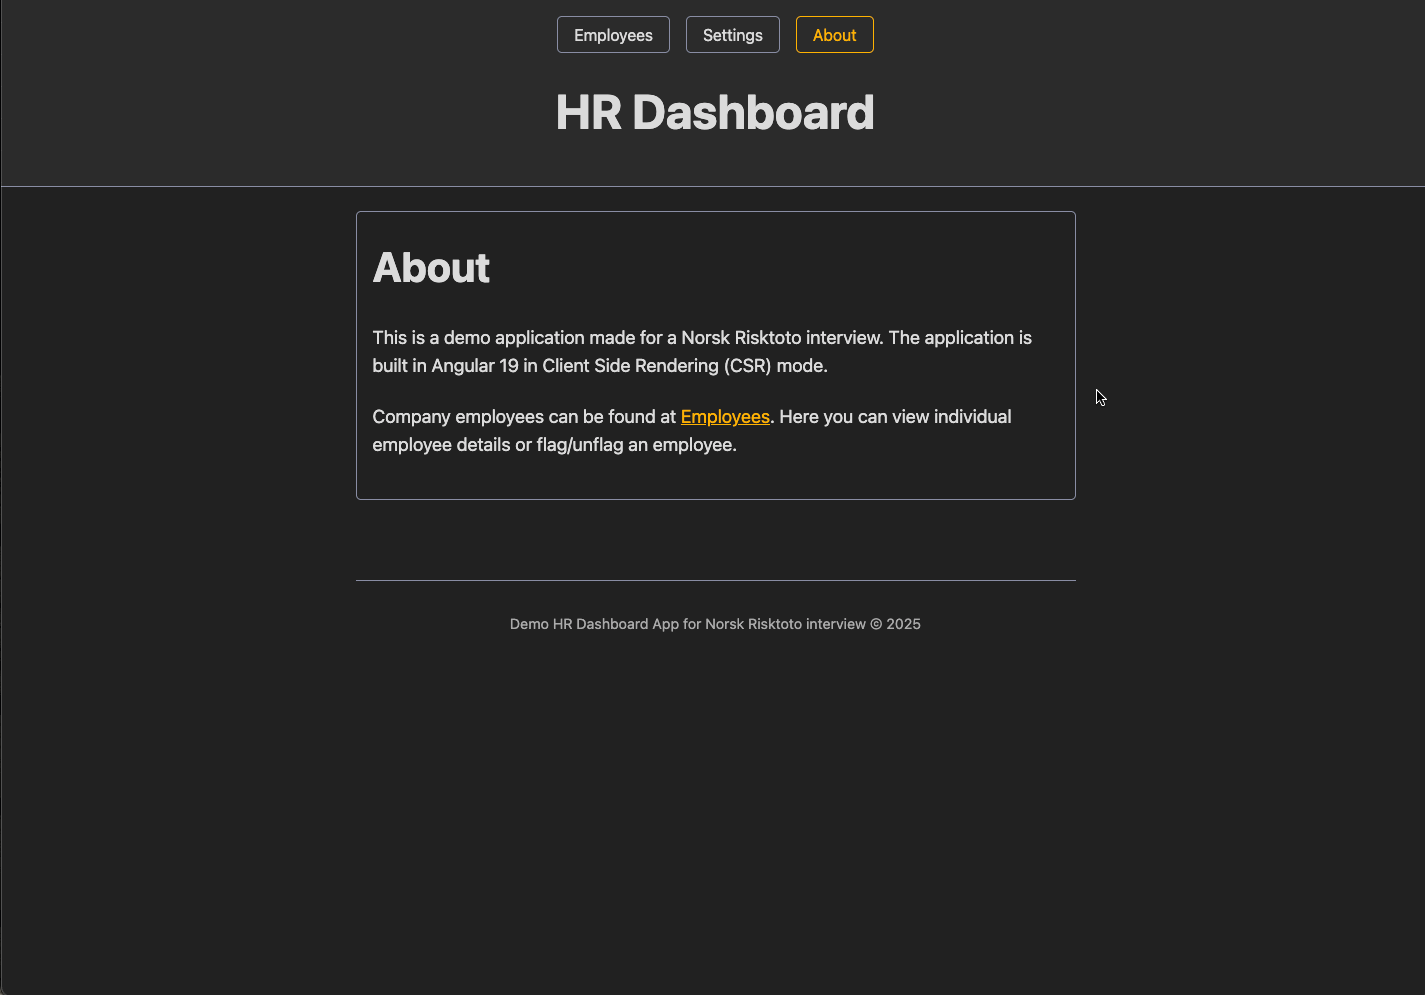 Employees
Settings
About
HR Dashboard
About
This is a demo application made for a Norsk Risktoto interview. The application is
built in Angular 19 in Client Side Rendering (CSR) mode.
Company employees can be found at Employees. Here you can view individual
employee details or flag/unflag an employee.
Demo HR Dashboard App for Norsk Risktoto interview © 2025